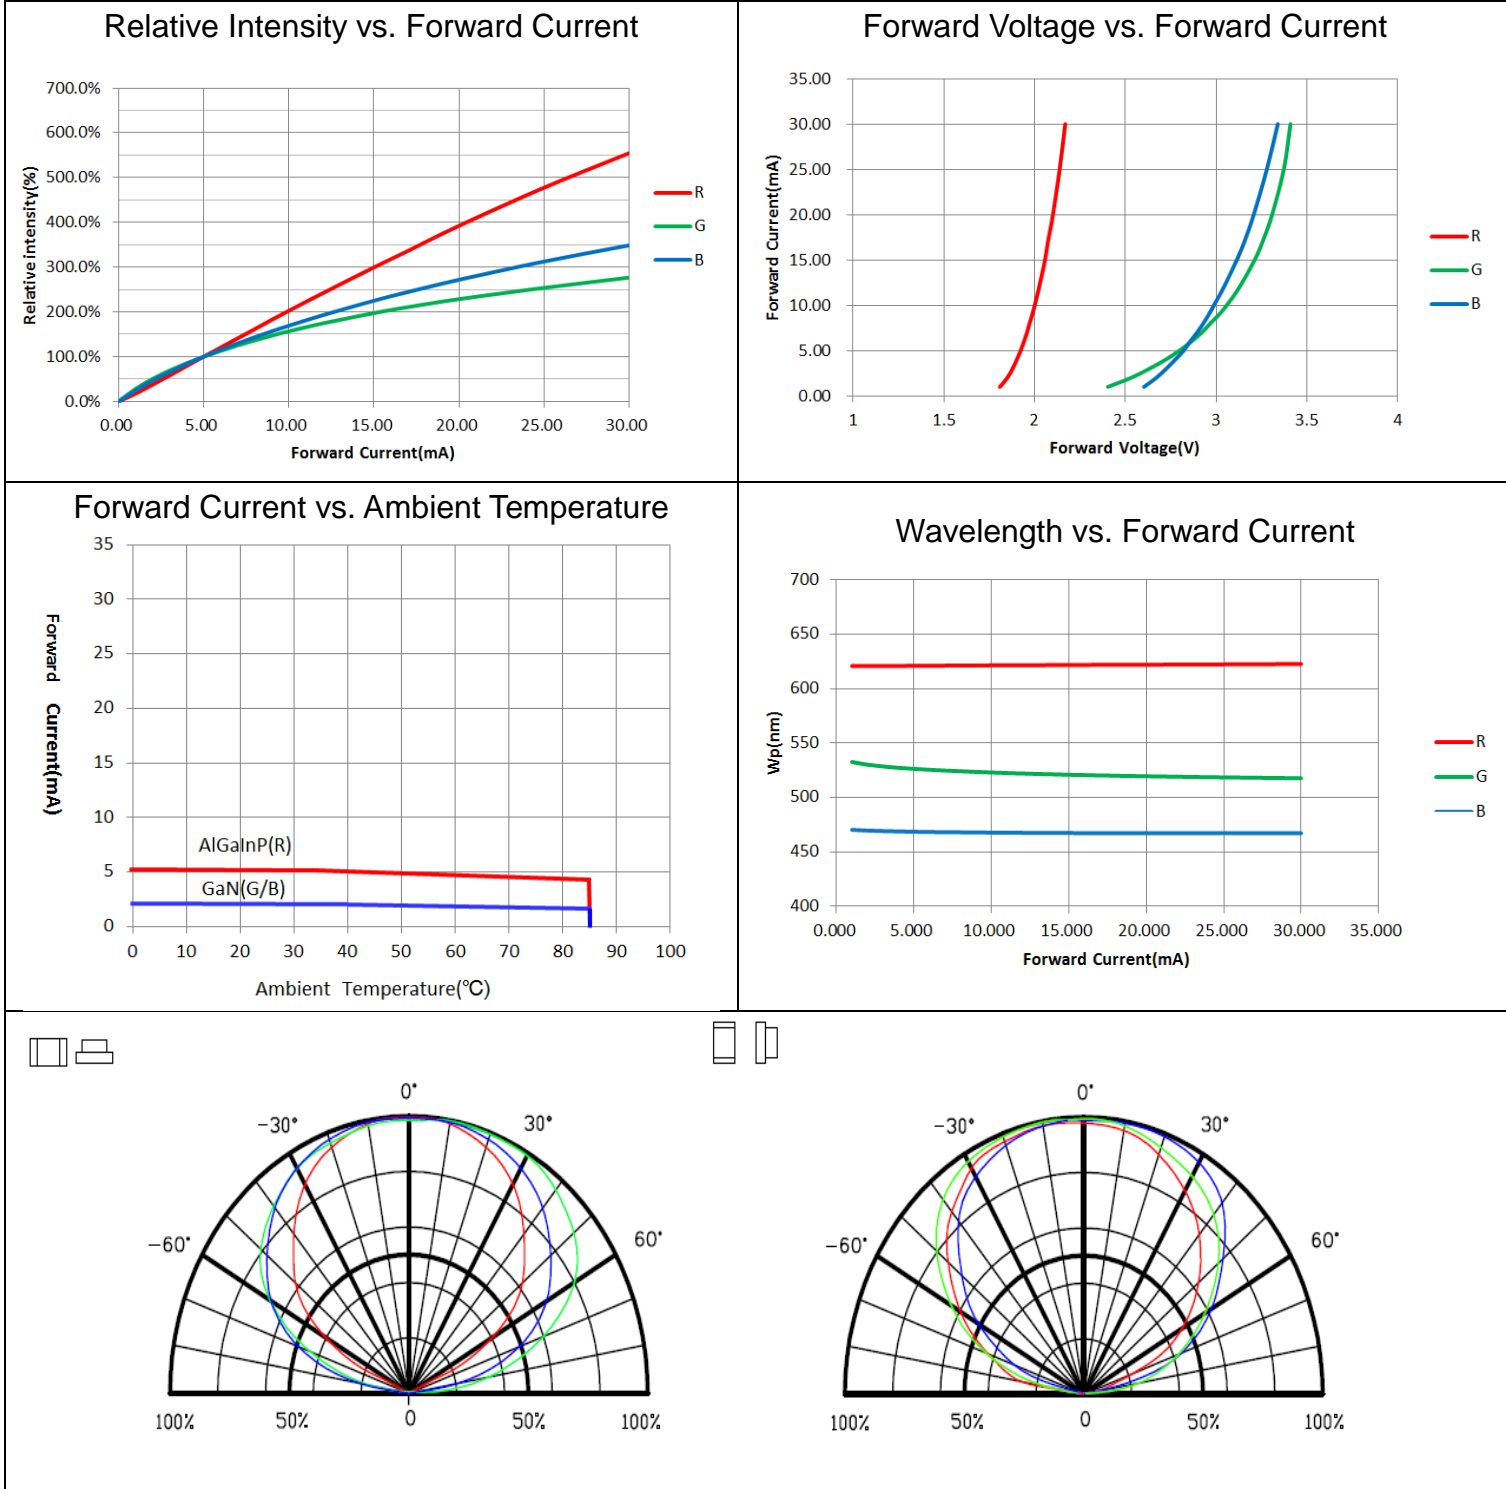 Relative Intensity vs. Forward Current
700.0%
600.0%
500.0%
400.0%
300.0%
200.0%
100.0%
0.0%
Relative intensity(%)
0.00 5.00 10.00 15.00 20.00 25.00 30.00
Forward Current(mA)
R
G
B
Forward Voltage vs. Forward Current
35.00
30.00
25.00
20.00
15.00
10.00
5.00
0.00
Forward Current(mA)
1 1.5 2 2.5 3 3.5 4
Forward Voltage(V)
R
G
B
Forward Current vs. Ambient Temperature
35
30
25
20
15
10
5
0
Forward Current(mA)
AlGaInP(R)
GaN(G/B)
0 10 20 30 40 50 60 70 80 90 100
Ambient Temperature(℃)
Wavelength vs. Forward Current
700
650
600
550
500
450
400
Wp(nm)
0.000 5.000 10.000 15.000 20.000 25.000 30.000 35.000
Forward Current(mA)
R
G
B
0°
-30° 30°
-60° 60°
100% 50% 0 50% 100%
0°
-30° 30°
-60° 60°
100% 50% 0 50% 100%